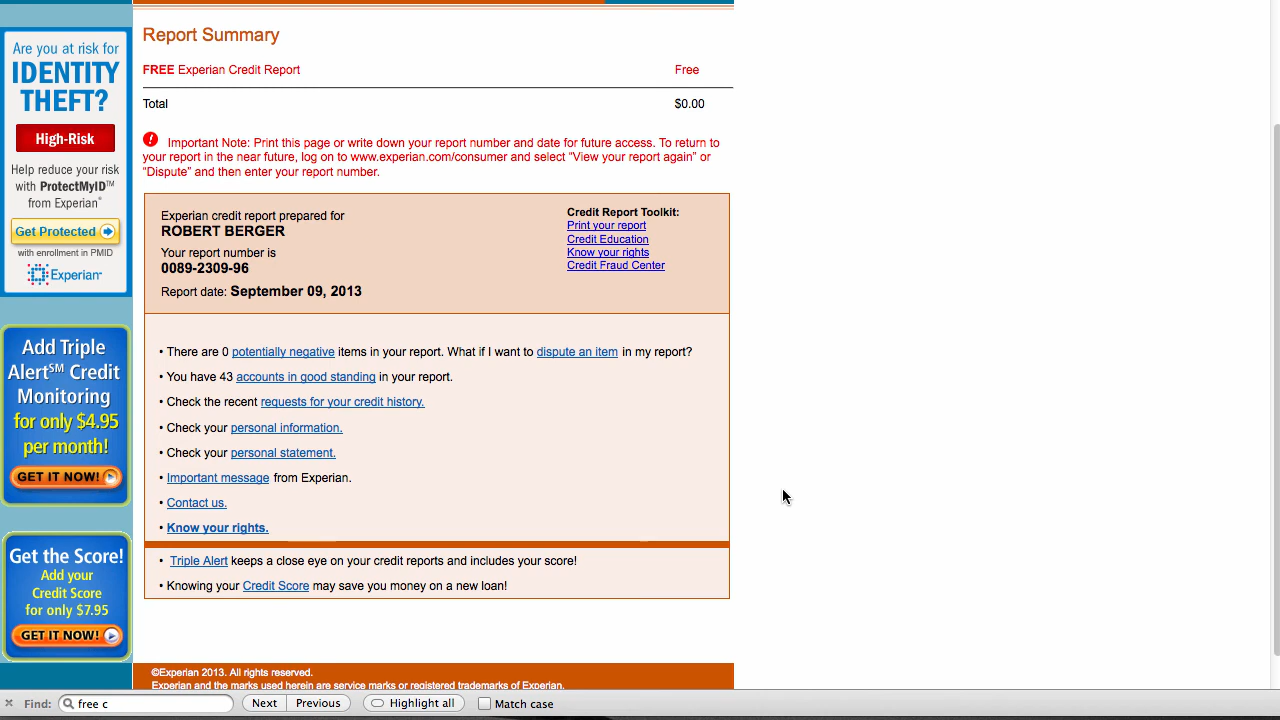 Are you at risk for
IDENTITY
THEFT?
High-Risk
Help reduce your risk
with ProtectMyID™
from Experian®
Get Protected
with enrollment in PMID
Experian™
Add Triple
Alert℠ Credit
Monitoring
for only $4.95
per month!
GET IT NOW!
Get the Score!
Add your
Credit Score
for only $7.95
GET IT NOW!
Report Summary
FREE Experian Credit Report Free
Total $0.00
! Important Note: Print this page or write down your report number and date for future access. To return to
your report in the near future, log on to www.experian.com/consumer and select “View your report again” or
“Dispute” and then enter your report number.
Experian credit report prepared for
ROBERT BERGER
Your report number is
0089-2309-96
Report date: September 09, 2013
Credit Report Toolkit:
Print your report
Credit Education
Know your rights
Credit Fraud Center
• There are 0 potentially negative items in your report. What if I want to dispute an item in my report?
• You have 43 accounts in good standing in your report.
• Check the recent requests for your credit history.
• Check your personal information.
• Check your personal statement.
• Important message from Experian.
• Contact us.
• Know your rights.
• Triple Alert keeps a close eye on your credit reports and includes your score!
• Knowing your Credit Score may save you money on a new loan!
©Experian 2013. All rights reserved.
Experian and the marks used herein are service marks or registered trademarks of Experian.
Find: free c Next Previous Highlight all Match case